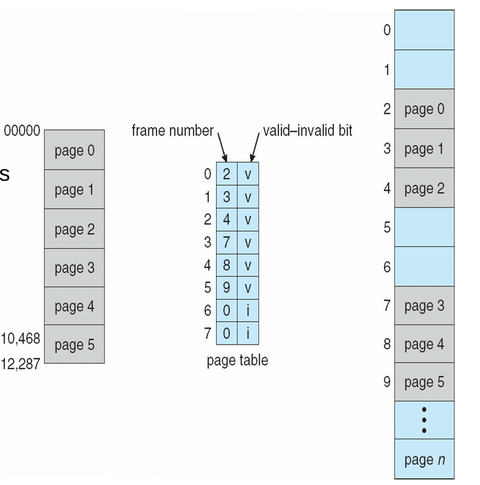 00000
page 0
page 1
page 2
page 3
page 4
page 5
10,468
12,287
s
frame number
valid–invalid bit
0 2 v
1 3 v
2 4 v
3 7 v
4 8 v
5 9 v
6 0 i
7 0 i
page table
0
1
2 page 0
3 page 1
4 page 2
5
6
7 page 3
8 page 4
9 page 5
page n